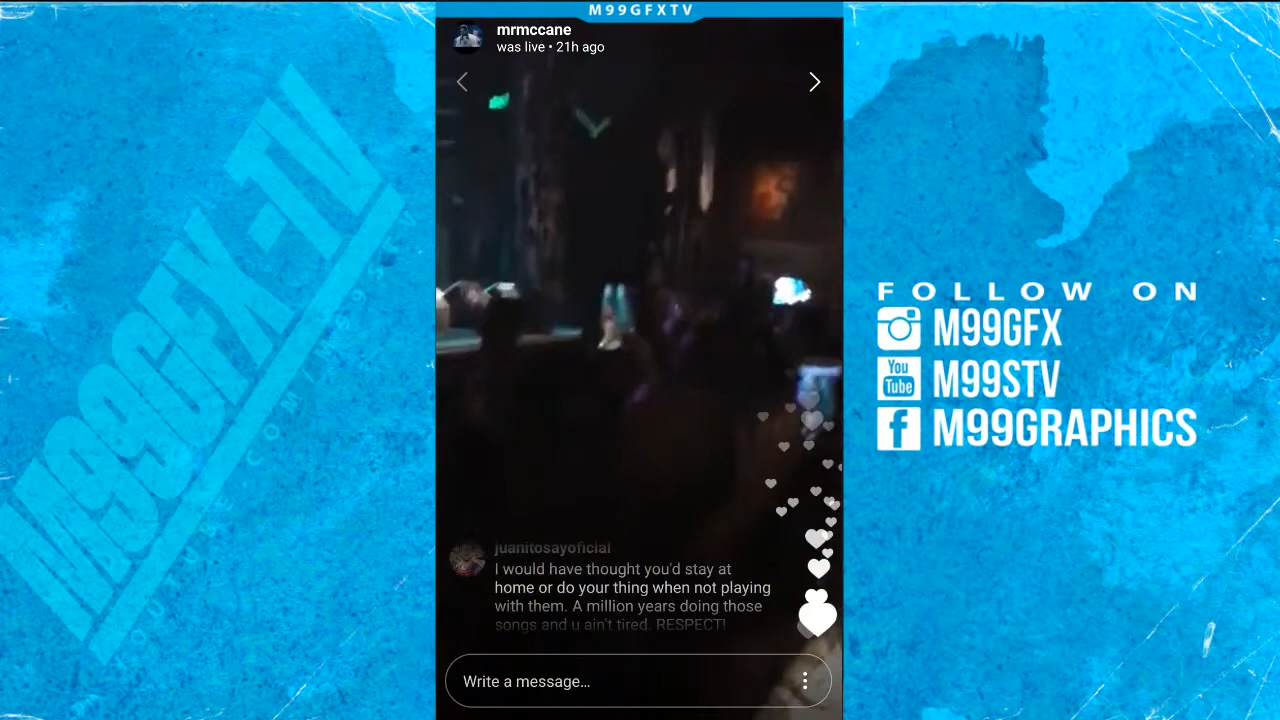 M99GFXTV
mrmccane
was live • 21h ago
M99GFX-TV
FOLLOW ON
M99GFX
You
Tube
M99STV
f M99GRAPHICS
juanitosayoficial
I would have thought you'd stay at
home or do your thing when not playing
with them. A million years doing those
songs and u ain't tired. RESPECT!
Write a message...